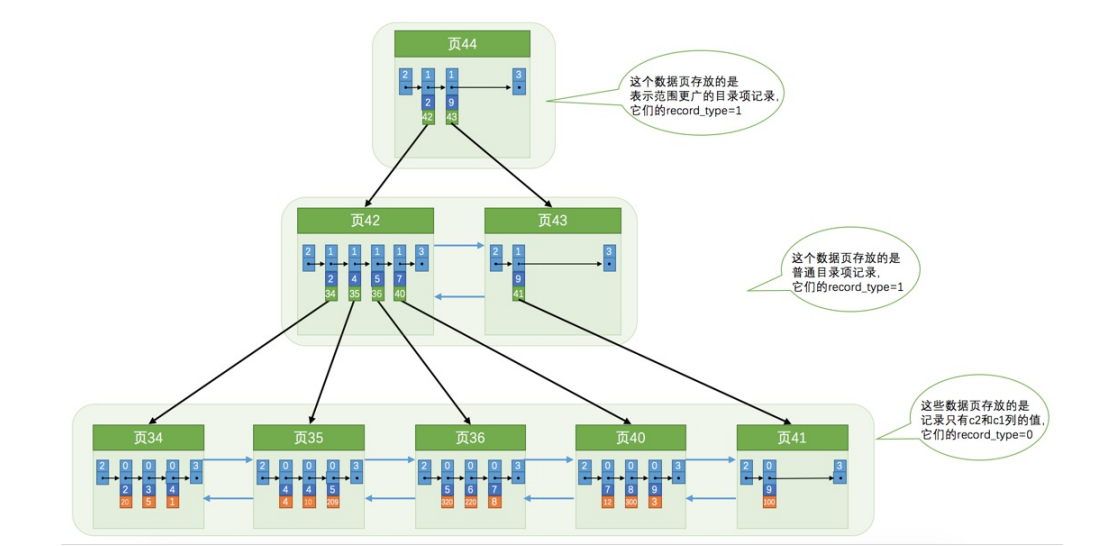 页44
2 1 1 3
2 9
42 43
这个数据页存放的是
表示范围更广的目录项记录,
它们的record_type=1
页42
页43
2 1 1 1 1 3
2 1 3
2 4 5 7
9
34 35 36 40
41
这个数据页存放的是
普通目录项记录,
它们的record_type=1
这些数据页存放的是
记录只有c2和c1列的值,
它们的record_type=0
页34
页35
页36
页40
页41
2 0 0 0 3
2 0 0 0 3
2 0 0 0 3
2 0 0 0 3
2 0 3
2 3 4
4 4 5
5 6 7
7 8 9
9
20 5 1
4 10 209
320 220 8
12 300 3
100